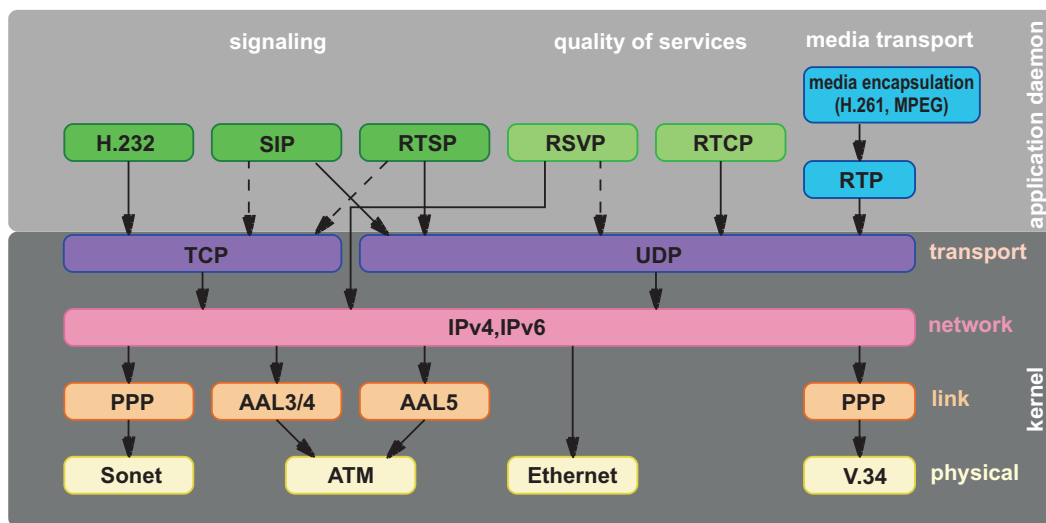 signaling
quality of services
media transport
application daemon
media encapsulation
(H.261, MPEG)
H.232
SIP
RTSP
RSVP
RTCP
RTP
TCP
UDP
transport
IPv4,IPv6
network
kernel
PPP
AAL3/4
AAL5
PPP
link
Sonet
ATM
Ethernet
V.34
physical